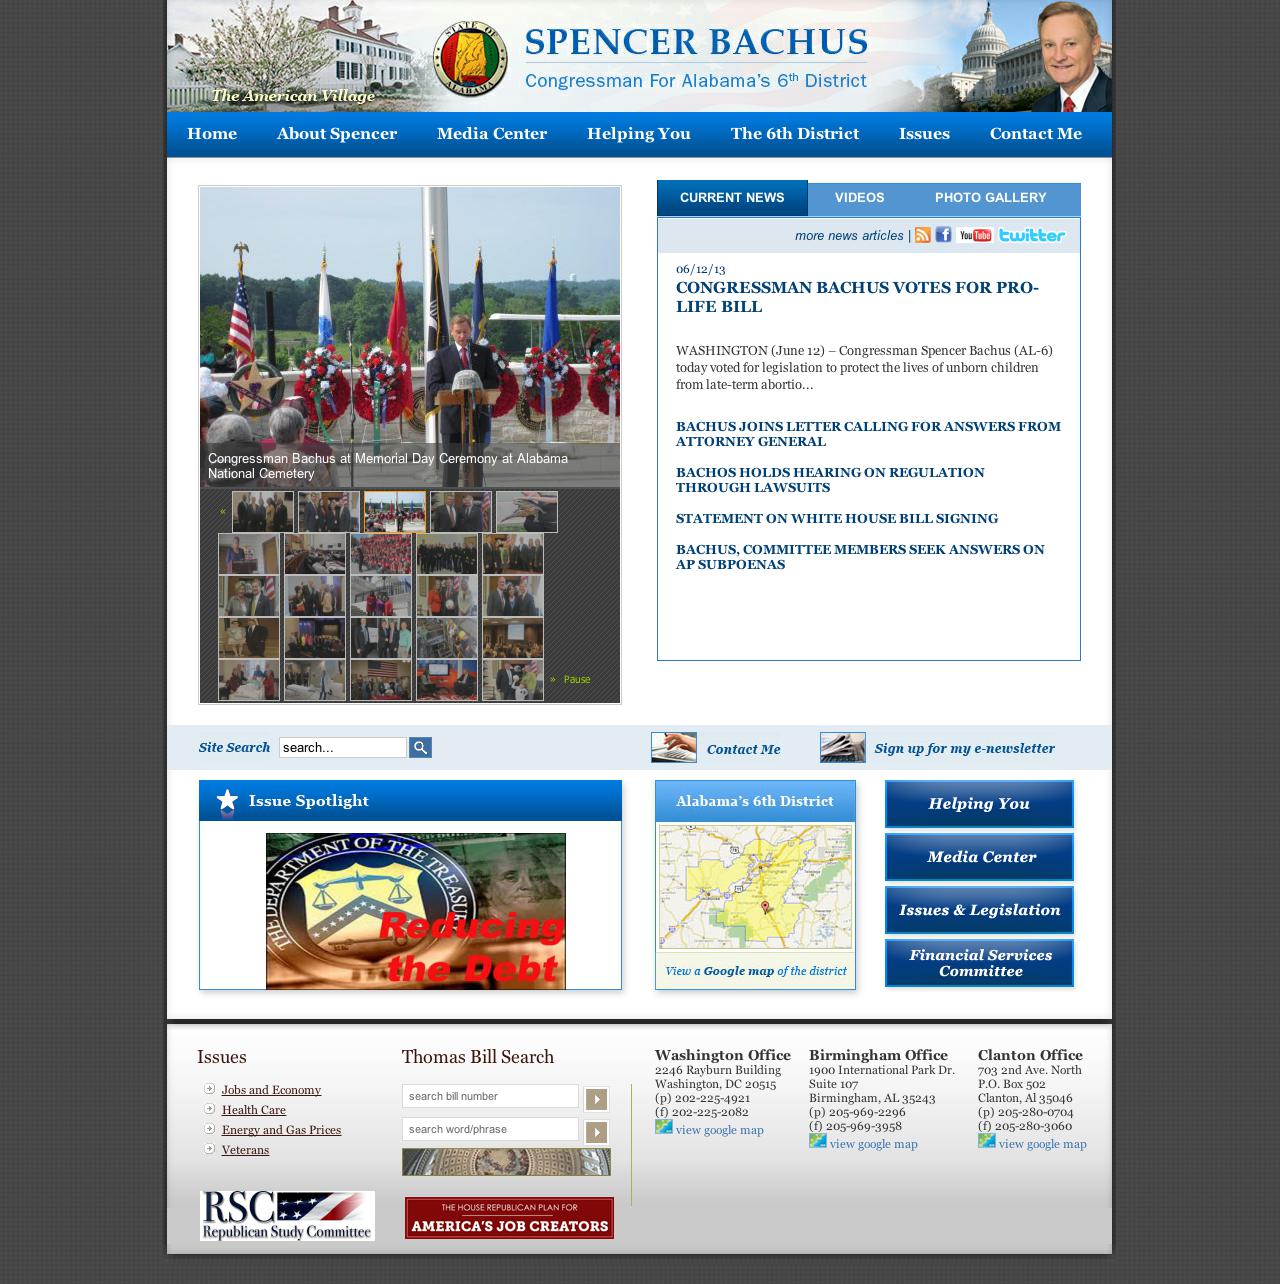 STATE OF
ALABAMA
SPENCER BACHUS
Congressman For Alabama's 6th District
The American Village
Home
About Spencer
Media Center
Helping You
The 6th District
Issues
Contact Me
Congressman Bachus at Memorial Day Ceremony at Alabama
National Cemetery
«
» Pause
CURRENT NEWS
VIDEOS
PHOTO GALLERY
more news articles |
You Tube
twitter
06/12/13
CONGRESSMAN BACHUS VOTES FOR PRO-
LIFE BILL
WASHINGTON (June 12) – Congressman Spencer Bachus (AL-6)
today voted for legislation to protect the lives of unborn children
from late-term abortio...
BACHUS JOINS LETTER CALLING FOR ANSWERS FROM
ATTORNEY GENERAL
BACHOS HOLDS HEARING ON REGULATION
THROUGH LAWSUITS
STATEMENT ON WHITE HOUSE BILL SIGNING
BACHUS, COMMITTEE MEMBERS SEEK ANSWERS ON
AP SUBPOENAS
Site Search
search...
Contact Me
Sign up for my e-newsletter
Issue Spotlight
THE DEPARTMENT OF THE TREASURY
Reducing
the Debt
Alabama's 6th District
View a Google map of the district
Helping You
Media Center
Issues & Legislation
Financial Services
Committee
Issues
Jobs and Economy
Health Care
Energy and Gas Prices
Veterans
RSC
Republican Study Committee
Thomas Bill Search
search bill number
search word/phrase
THE HOUSE REPUBLICAN PLAN FOR
AMERICA'S JOB CREATORS
Washington Office
2246 Rayburn Building
Washington, DC 20515
(p) 202-225-4921
(f) 202-225-2082
view google map
Birmingham Office
1900 International Park Dr.
Suite 107
Birmingham, AL 35243
(p) 205-969-2296
(f) 205-969-3958
view google map
Clanton Office
703 2nd Ave. North
P.O. Box 502
Clanton, Al 35046
(p) 205-280-0704
(f) 205-280-3060
view google map